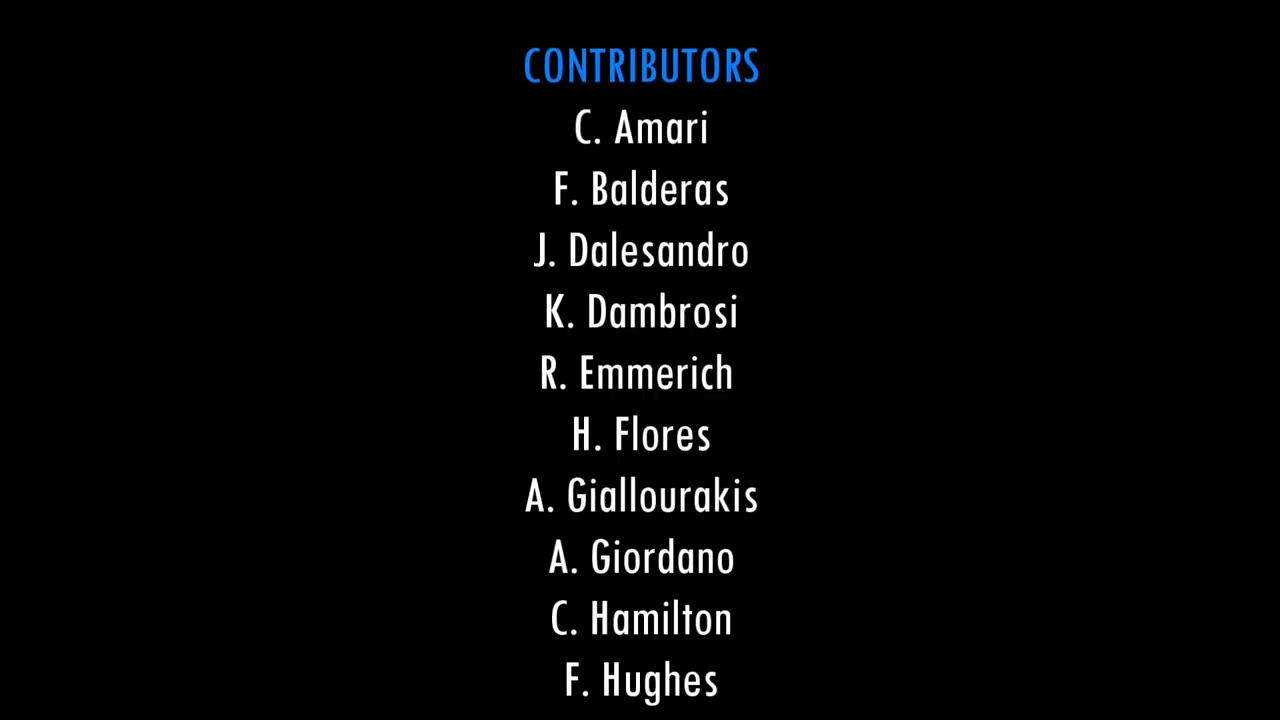 CONTRIBUTORS
C. Amari
F. Balderas
J. Dalesandro
K. Dambrosi
R. Emmerich
H. Flores
A. Giallourakis
A. Giordano
C. Hamilton
F. Hughes